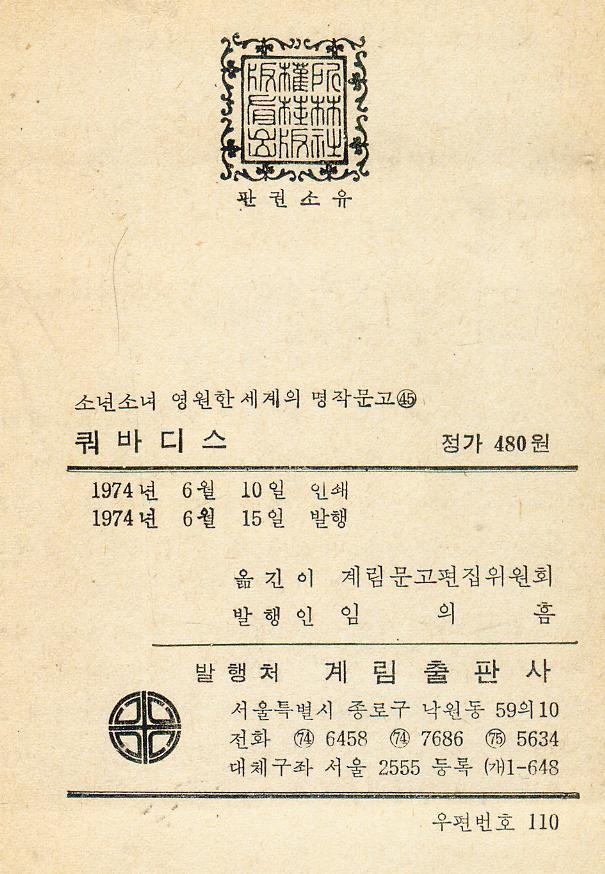 版權所
有桂林
出版社
판권소유
소년소녀 영원한 세계의 명작문고㊺
쿼바디스 정가 480원
1974년 6월 10일 인쇄
1974년 6월 15일 발행
옮긴이 계림문고편집위원회
발행인 임의흠
발행처 계림출판사
서울특별시 종로구 낙원동 59의10
전화 ㉔ 6458 ㉔ 7686 ㉕ 5634
대체구좌 서울 2555 등록 ㈎1-648
우편번호 110